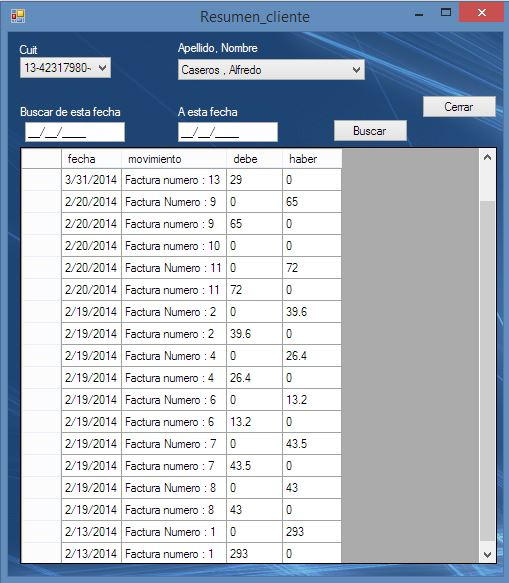 Resumen_cliente
Cuit
Apellido, Nombre
13-42317980-
Caseros , Alfredo
Cerrar
Buscar de esta fecha
A esta fecha
__/__/____
__/__/____
Buscar
fecha movimiento debe haber
3/31/2014 Factura numero : 13 29 0
2/20/2014 Factura Numero : 9 0 65
2/20/2014 Factura numero : 9 65 0
2/20/2014 Factura numero : 10 0 0
2/20/2014 Factura Numero : 11 0 72
2/20/2014 Factura numero : 11 72 0
2/19/2014 Factura Numero : 2 0 39.6
2/19/2014 Factura numero : 2 39.6 0
2/19/2014 Factura Numero : 4 0 26.4
2/19/2014 Factura numero : 4 26.4 0
2/19/2014 Factura Numero : 6 0 13.2
2/19/2014 Factura numero : 6 13.2 0
2/19/2014 Factura Numero : 7 0 43.5
2/19/2014 Factura numero : 7 43.5 0
2/19/2014 Factura Numero : 8 0 43
2/19/2014 Factura numero : 8 43 0
2/13/2014 Factura Numero : 1 0 293
2/13/2014 Factura numero : 1 293 0